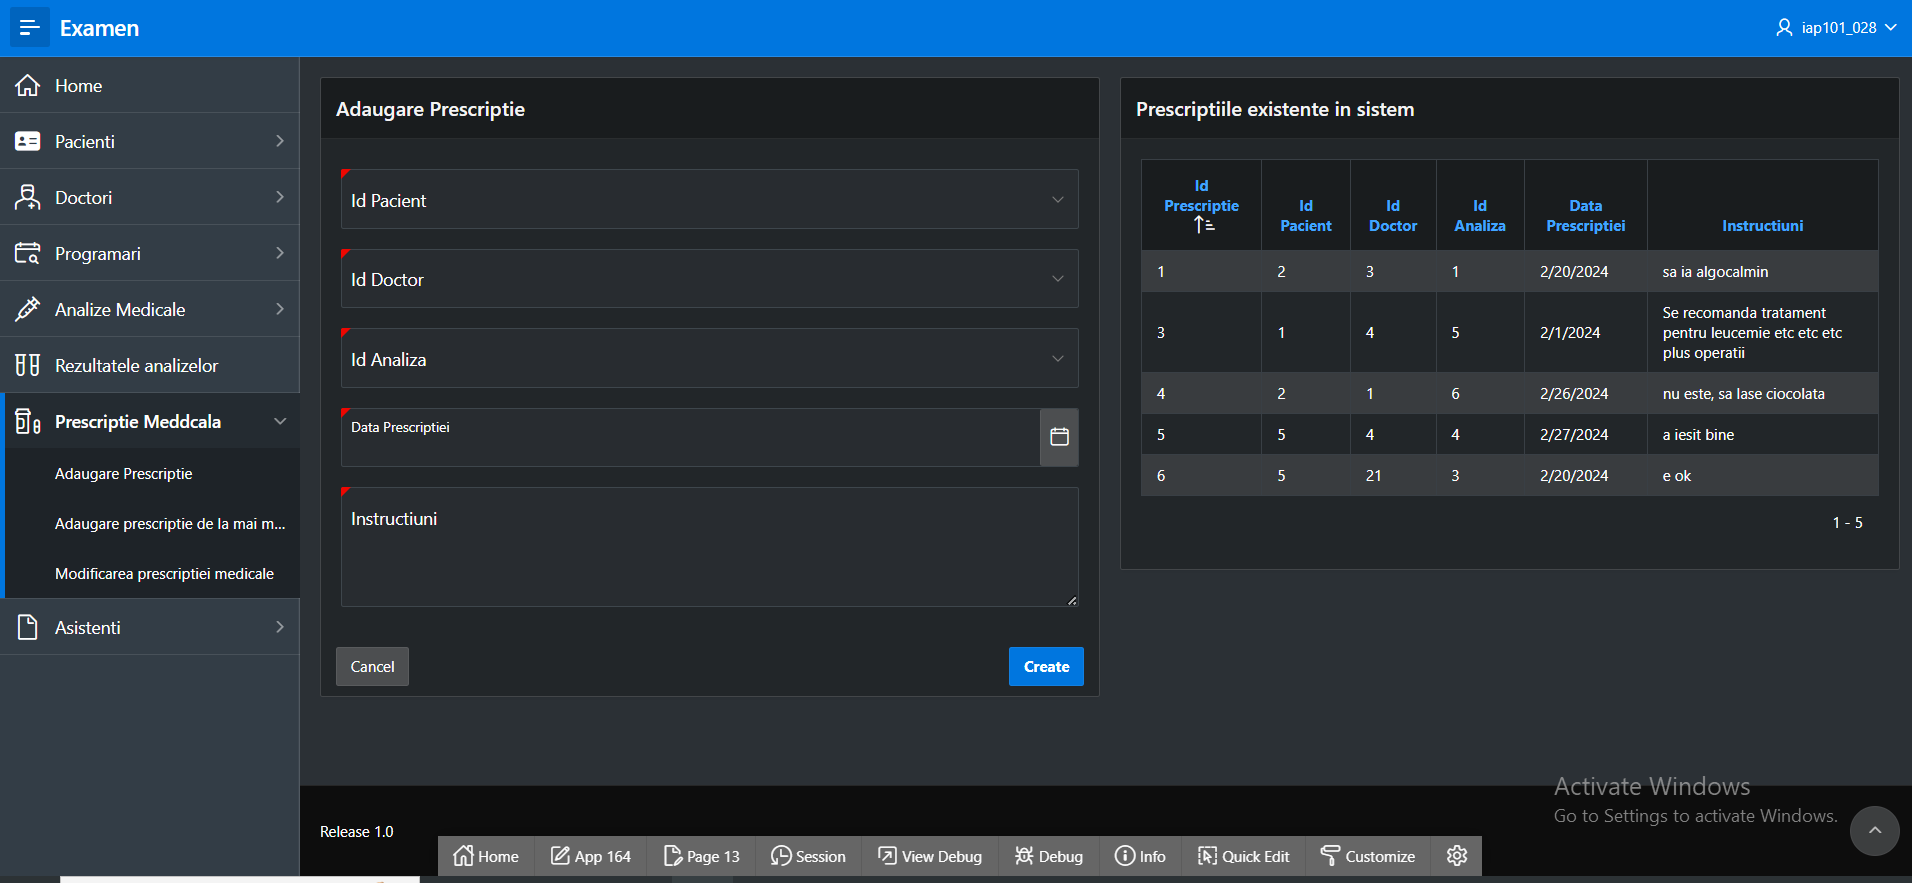 Examen
iap101_028
Home
Pacienti
Doctori
Programari
Analize Medicale
Rezultatele analizelor
Prescriptie Meddcala
Adaugare Prescriptie
Adaugare prescriptie de la mai m...
Modificarea prescriptiei medicale
Asistenti
Adaugare Prescriptie
Id Pacient
Id Doctor
Id Analiza
Data Prescriptiei
Instructiuni
Cancel
Create
Prescriptiile existente in sistem
Id Prescriptie Id Pacient Id Doctor Id Analiza Data Prescriptiei Instructiuni
1 2 3 1 2/20/2024 sa ia algocalmin
3 1 4 5 2/1/2024 Se recomanda tratament
pentru leucemie etc etc etc
plus operatii
4 2 1 6 2/26/2024 nu este, sa lase ciocolata
5 5 4 4 2/27/2024 a iesit bine
6 5 21 3 2/20/2024 e ok
1 - 5
Activate Windows
Go to Settings to activate Windows.
Release 1.0
Home App 164 Page 13 Session View Debug Debug Info Quick Edit Customize